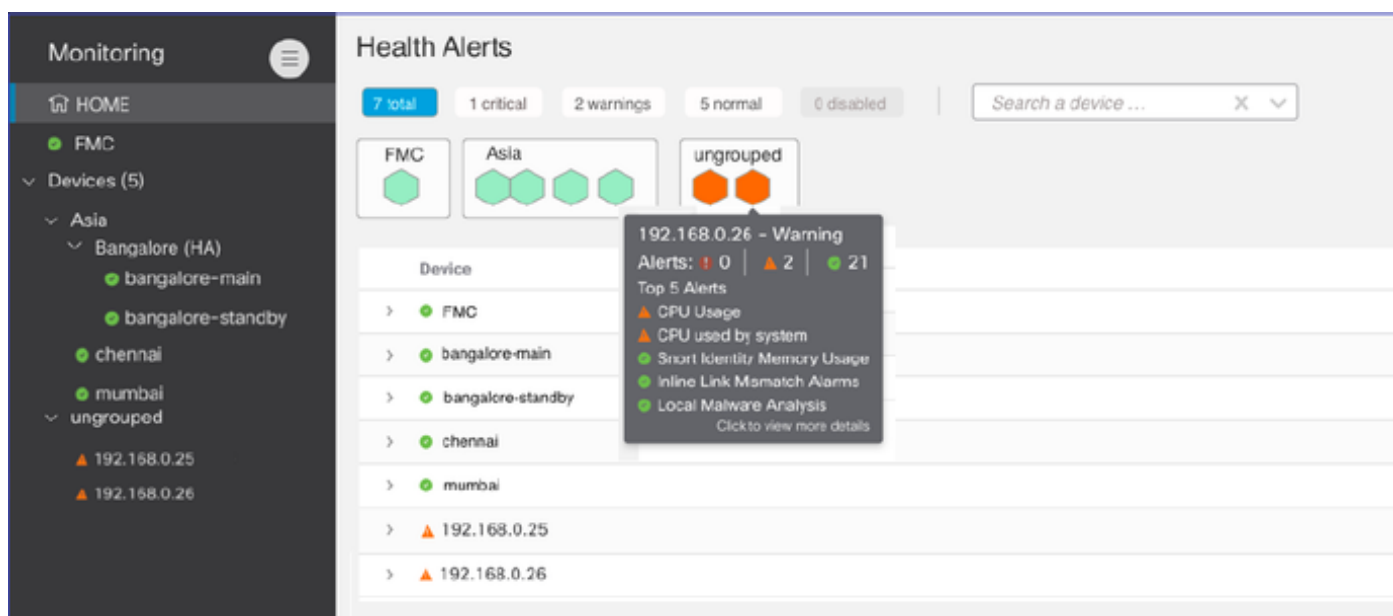 Monitoring
HOME
FMC
Devices (5)
Asia
Bangalore (HA)
bangalore-main
bangalore-standby
chennai
mumbai
ungrouped
192.168.0.25
192.168.0.26
Health Alerts
7 total 1 critical 2 warnings 5 normal 0 disabled Search a device ...
FMC Asia ungrouped
192.168.0.26 - Warning
Alerts: 0 2 21
Top 5 Alerts
CPU Usage
CPU used by system
Snort Identity Memory Usage
Inline Link Mismatch Alarms
Local Malware Analysis
Click to view more details
Device
FMC
bangalore-main
bangalore-standby
chennai
mumbai
192.168.0.25
192.168.0.26